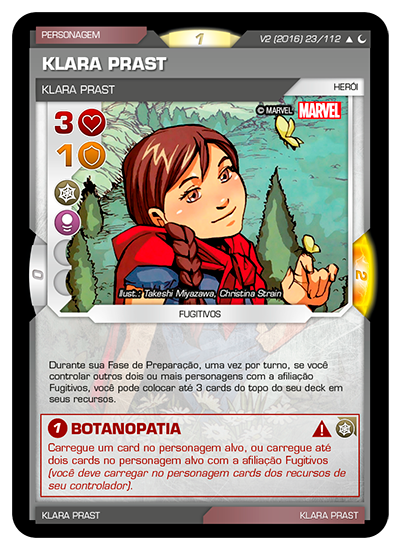 PERSONAGEM
1
V2 (2016) 23/112
KLARA PRAST
KLARA PRAST
HERÓI
3
© MARVEL MARVEL
1
0
2
Ilust.: Takeshi Miyazawa, Christina Strain
FUGITIVOS
Durante sua Fase de Preparação, uma vez por turno, se você
controlar outros dois ou mais personagens com a afiliação
Fugitivos, você pode colocar até 3 cards do topo do seu deck em
seus recursos.
1 BOTANOPATIA
Carregue um card no personagem alvo, ou carregue até
dois cards no personagem alvo com a afiliação Fugitivos
(você deve carregar no personagem cards dos recursos de
seu controlador).
KLARA PRAST
KLARA PRAST